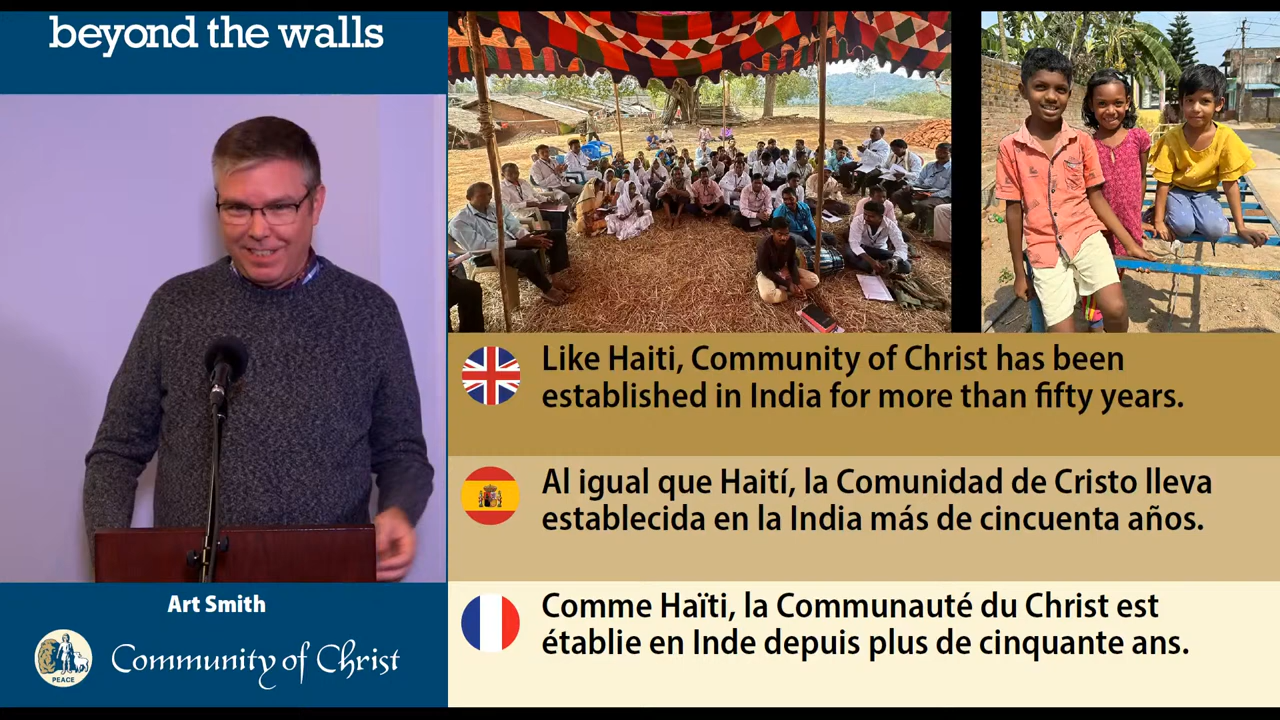 beyond the walls
Like Haiti, Community of Christ has been
established in India for more than fifty years.
Al igual que Haití, la Comunidad de Cristo lleva
establecida en la India más de cincuenta años.
Comme Haïti, la Communauté du Christ est
établie en Inde depuis plus de cinquante ans.
Art Smith
PEACE
Community of Christ